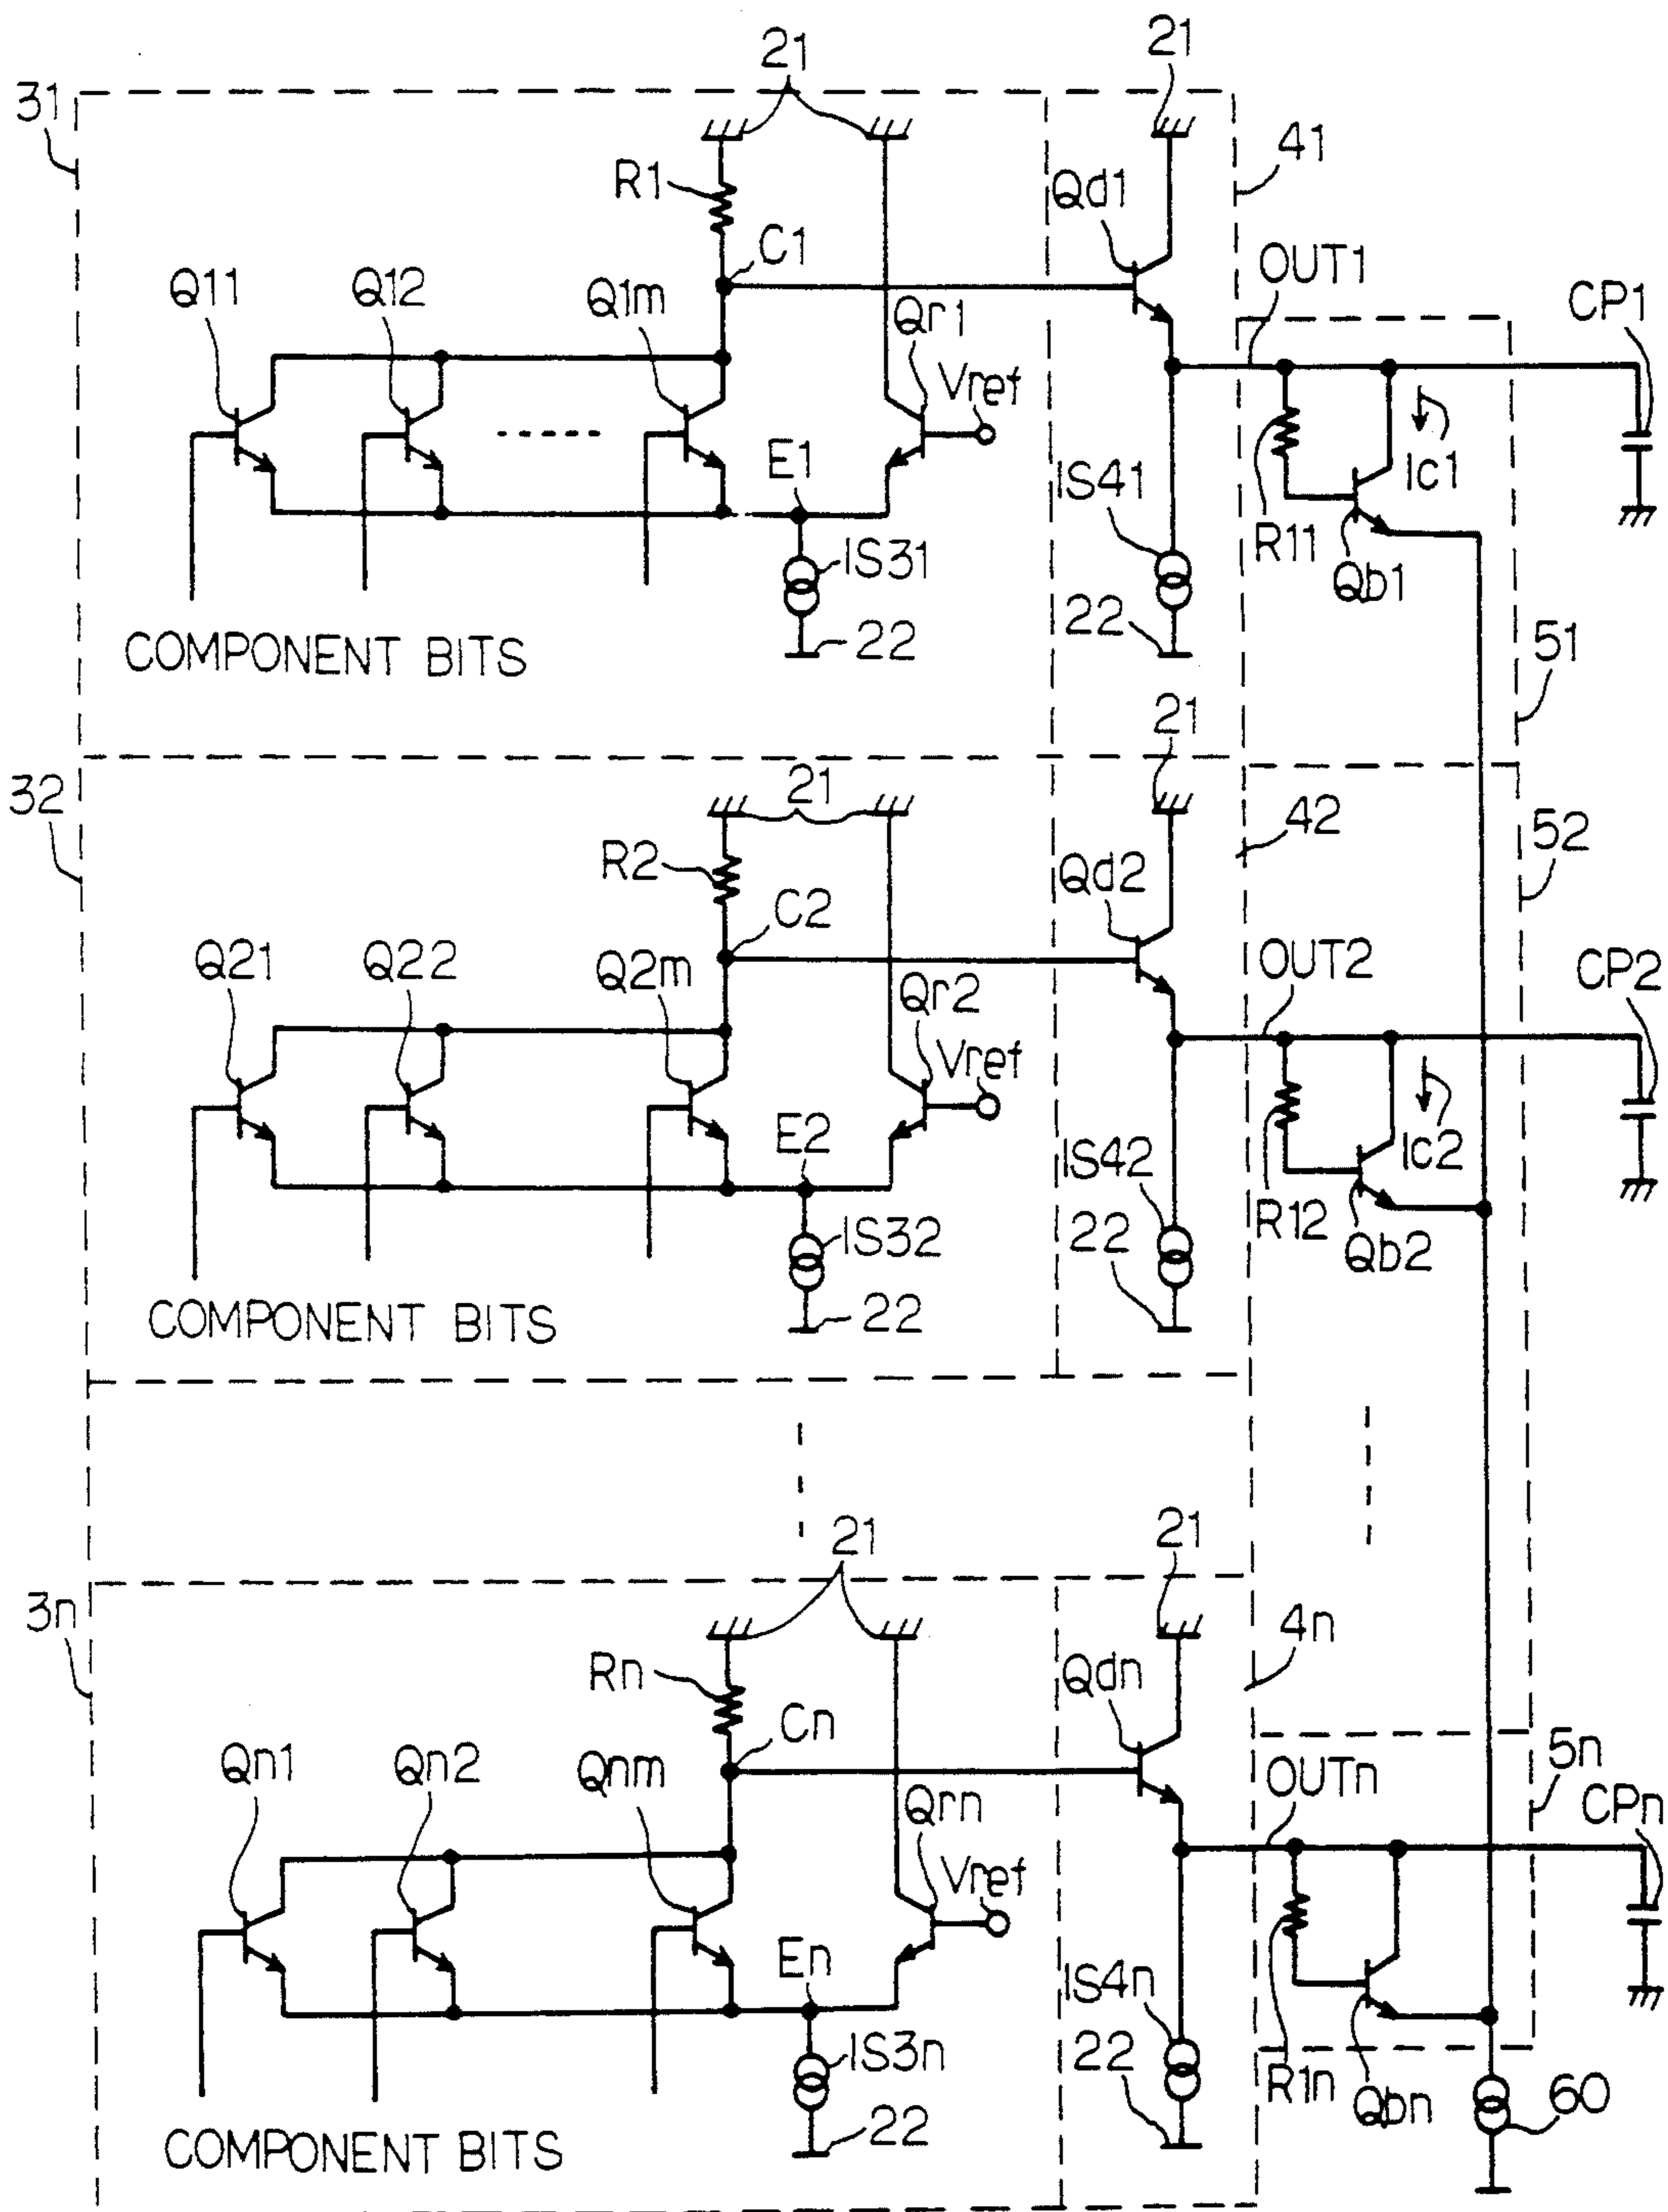 21
21
31
41
R1
Qd1
C1
OUT1
CP1
Q11
Q12
Q1m
Qr1
Vref
E1
IS41
Ic1
R11
IS31
Qb1
22
22
COMPONENT BITS
51
21
32
21
42
52
R2
Qd2
C2
Q21
Q22
Q2m
OUT2
CP2
Qr2
Vref
E2
IS42
Ic2
R12
IS32
22
Qb2
22
COMPONENT BITS
21
21
3n
4n
Rn
Qdn
Cn
5n
Qn1
Qn2
Qnm
OUTn
CPn
Qrn
Vref
En
IS4n
IS3n
22
R1n
Qbn
60
22
COMPONENT BITS